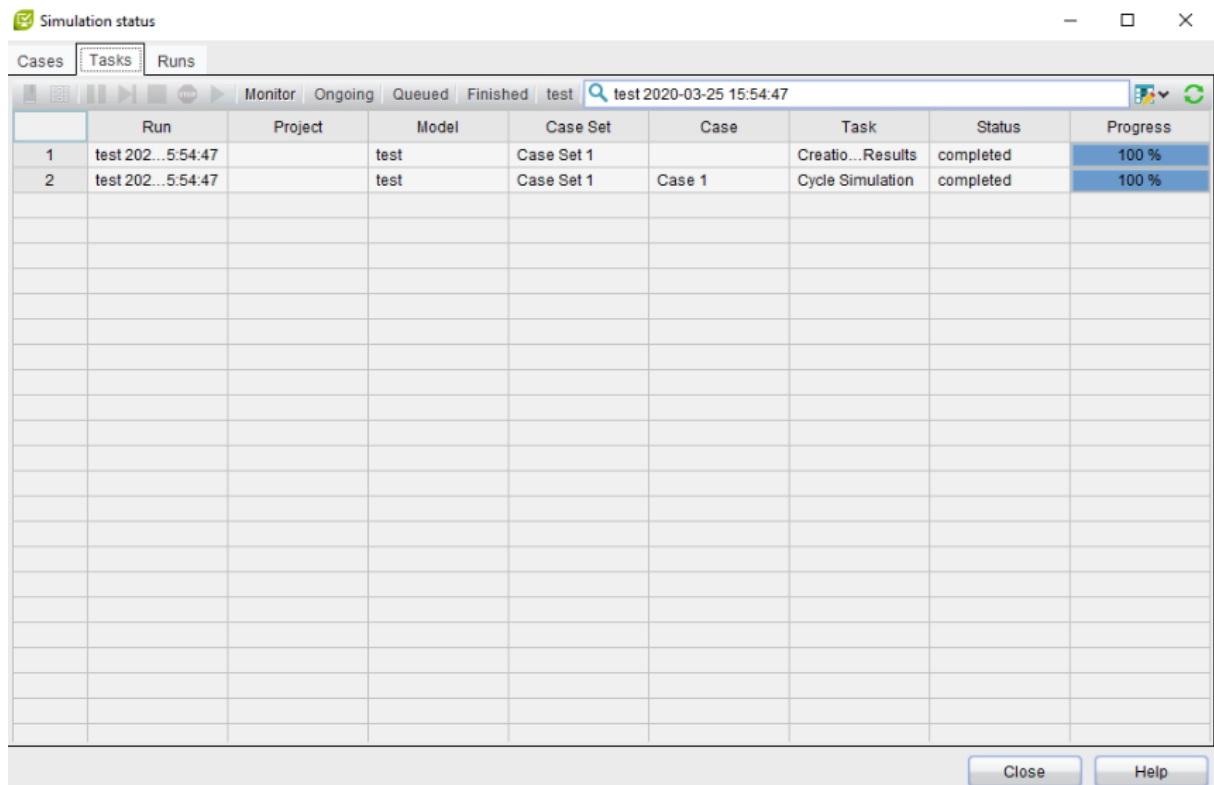 Simulation status
Cases Tasks Runs
STOP Monitor Ongoing Queued Finished test test 2020-03-25 15:54:47
Run Project Model Case Set Case Task Status Progress
1 test 202...5:54:47 test Case Set 1 Creatio...Results completed 100 %
2 test 202...5:54:47 test Case Set 1 Case 1 Cycle Simulation completed 100 %
Close Help